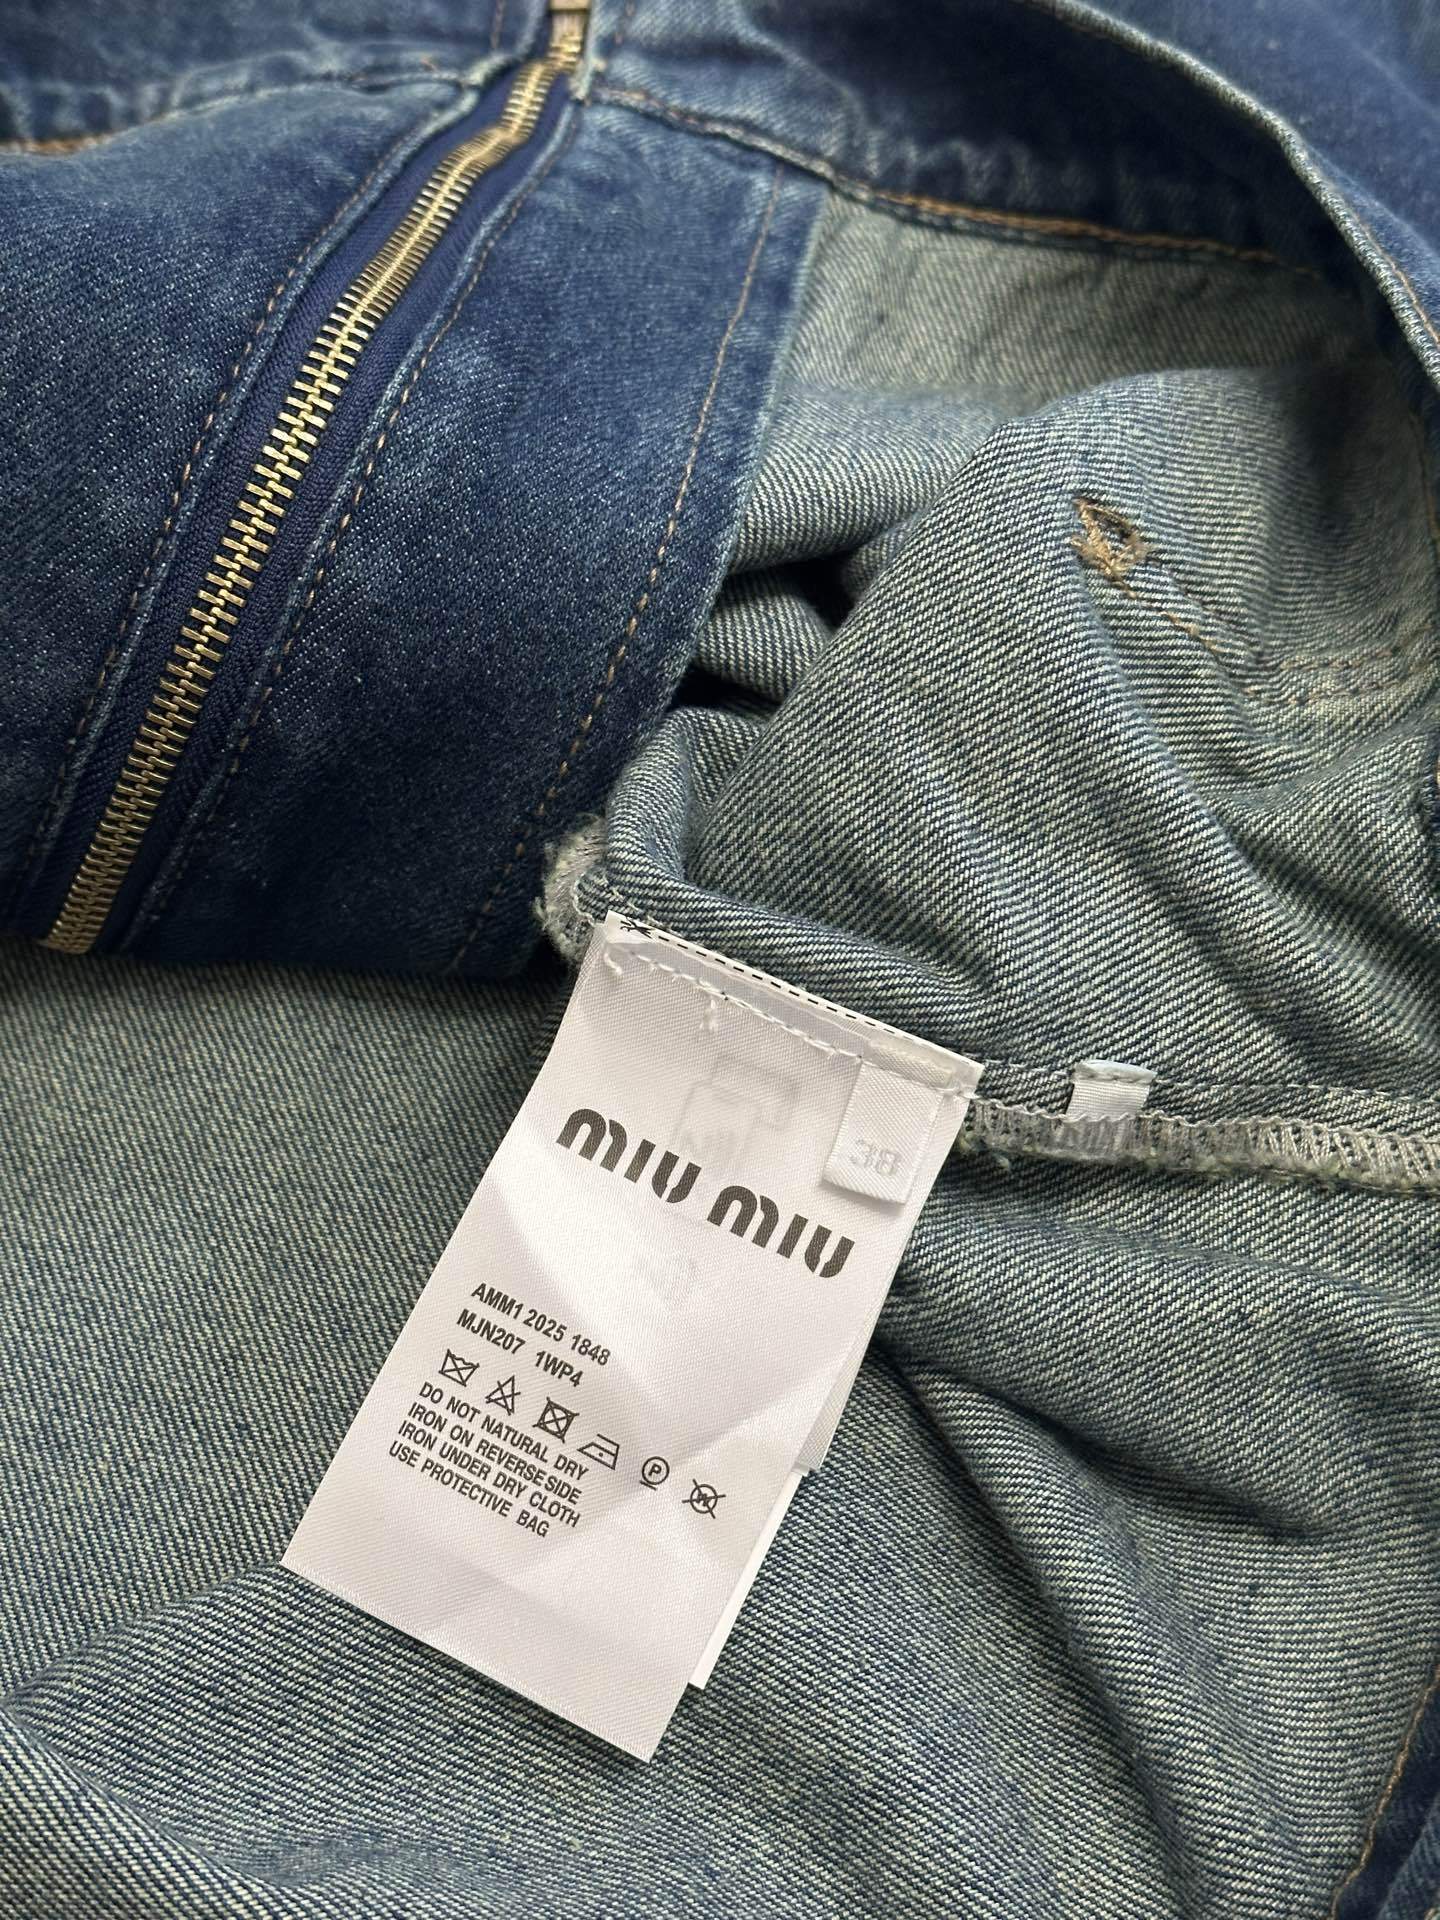 38
miu miu
AMM1 2025 1848
MJN207 1WP4
P
W
DO NOT NATURAL DRY
IRON ON REVERSE SIDE
IRON UNDER DRY CLOTH
USE PROTECTIVE BAG